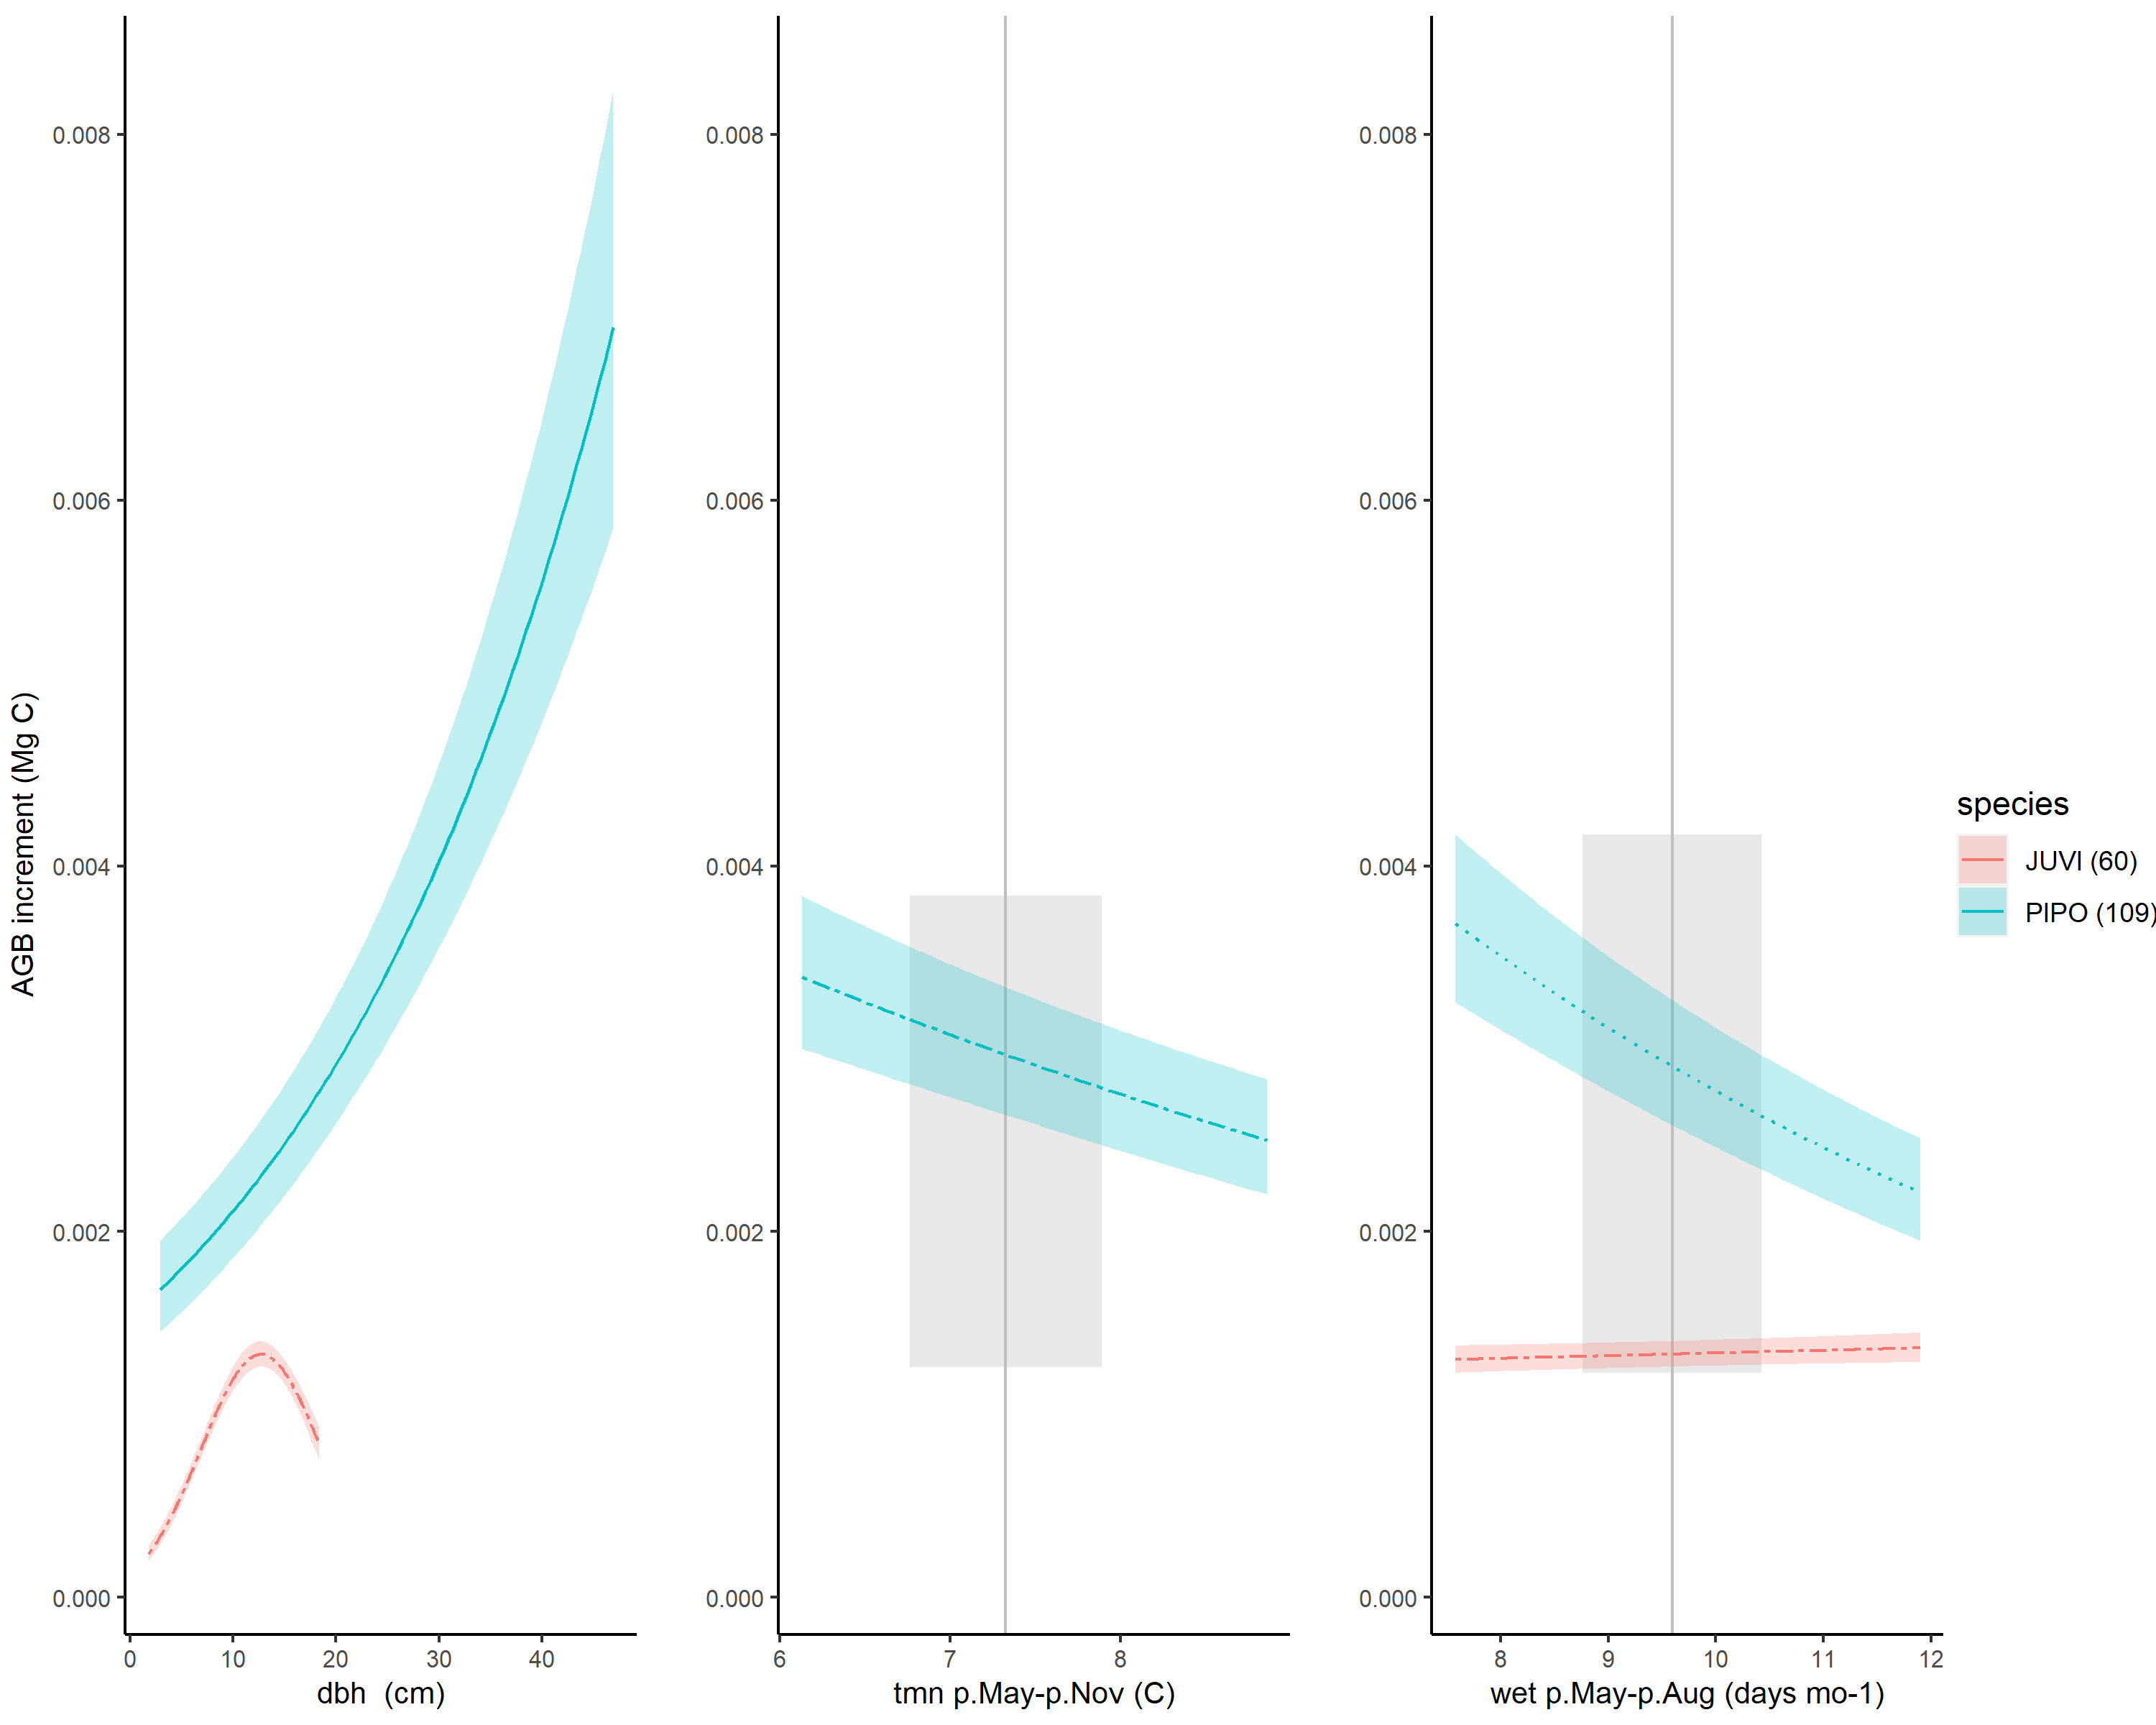 AGB increment (Mg C)
0.008
0.006
0.004
0.002
0.000
0 10 20 30 40
dbh  (cm)
0.008
0.006
0.004
0.002
0.000
6 7 8
tmn p.May-p.Nov (C)
0.008
0.006
0.004
0.002
0.000
8 9 10 11 12
wet p.May-p.Aug (days mo-1)
species
JUVI (60)
PIPO (109)